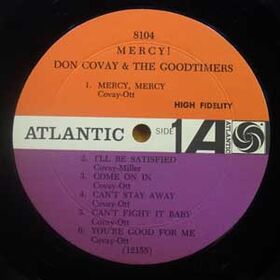 8104
MERCY!
DON COVAY & THE GOODTIMERS
1. MERCY, MERCY
Covay-Ott
HIGH FIDELITY
ATLANTIC
SIDE 1
A
ATLANTIC
2. I'LL BE SATISFIED
Covay-Miller
3. COME ON IN
Covay-Ott
4. CAN'T STAY AWAY
Covay-Ott
5. CAN'T FIGHT IT BABY
Covay-Ott
6. YOU'RE GOOD FOR ME
Covay-Ott
(12155)